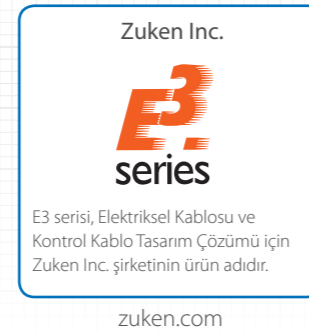 Zuken Inc.
E3.
series
E3 serisi, Elektriksel Kablosu ve
Kontrol Kablo Tasarım Çözümü için
Zuken Inc. şirketinin ürün adıdır.
zuken.com